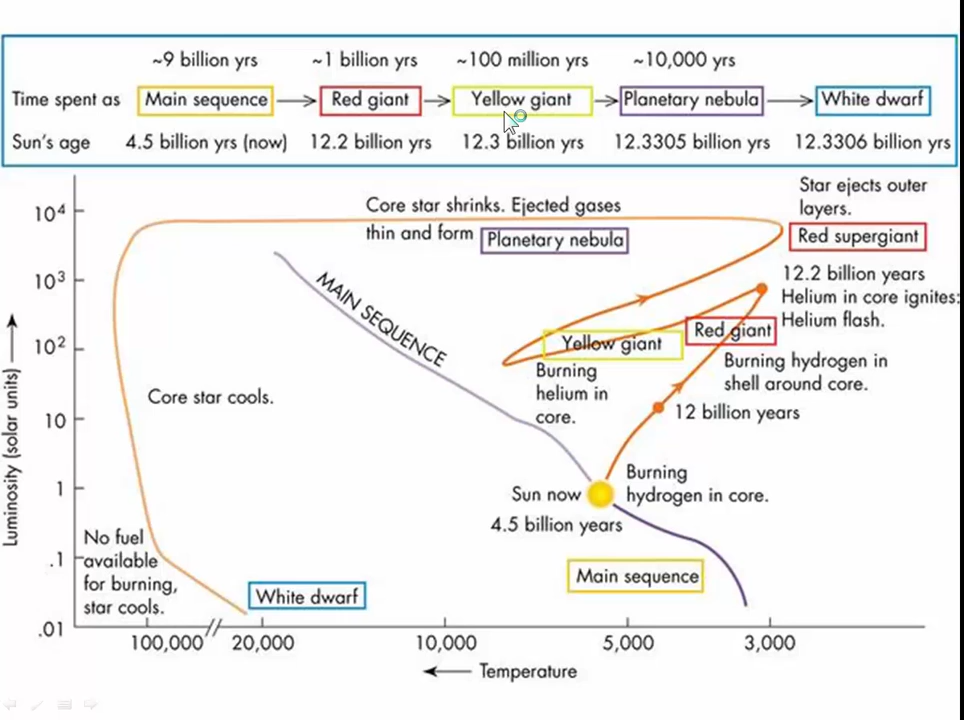 ~9 billion yrs ~1 billion yrs ~100 million yrs ~10,000 yrs
Time spent as Main sequence Red giant Yellow giant Planetary nebula White dwarf
Sun's age 4.5 billion yrs (now) 12.2 billion yrs 12.3 billion yrs 12.3305 billion yrs 12.3306 billion yrs
Star ejects outer
layers.
Red supergiant
Core star shrinks. Ejected gases
thin and form Planetary nebula
12.2 billion years
Helium in core ignites:
Helium flash.
MAIN SEQUENCE
Red giant
Yellow giant
Burning hydrogen in
shell around core.
Burning
helium in
core.
12 billion years
Core star cools.
Burning
hydrogen in core.
Sun now
4.5 billion years
No fuel
available
for burning,
star cools.
Main sequence
White dwarf
Luminosity (solar units)
10⁴
10³
10²
10
1
.1
.01
100,000 20,000 10,000 5,000 3,000
Temperature